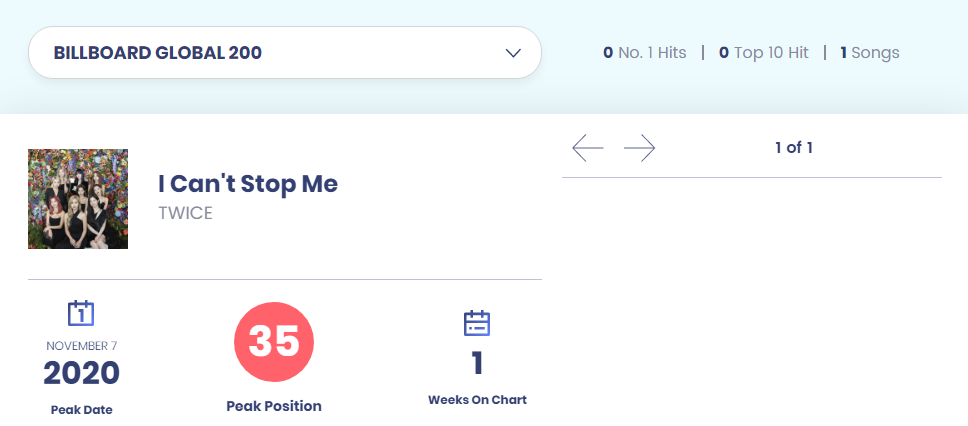 BILLBOARD GLOBAL 200
0 No. 1 Hits | 0 Top 10 Hit | 1 Songs
1 of 1
I Can't Stop Me
TWICE
1
NOVEMBER 7
2020
Peak Date
35
Peak Position
1
Weeks On Chart